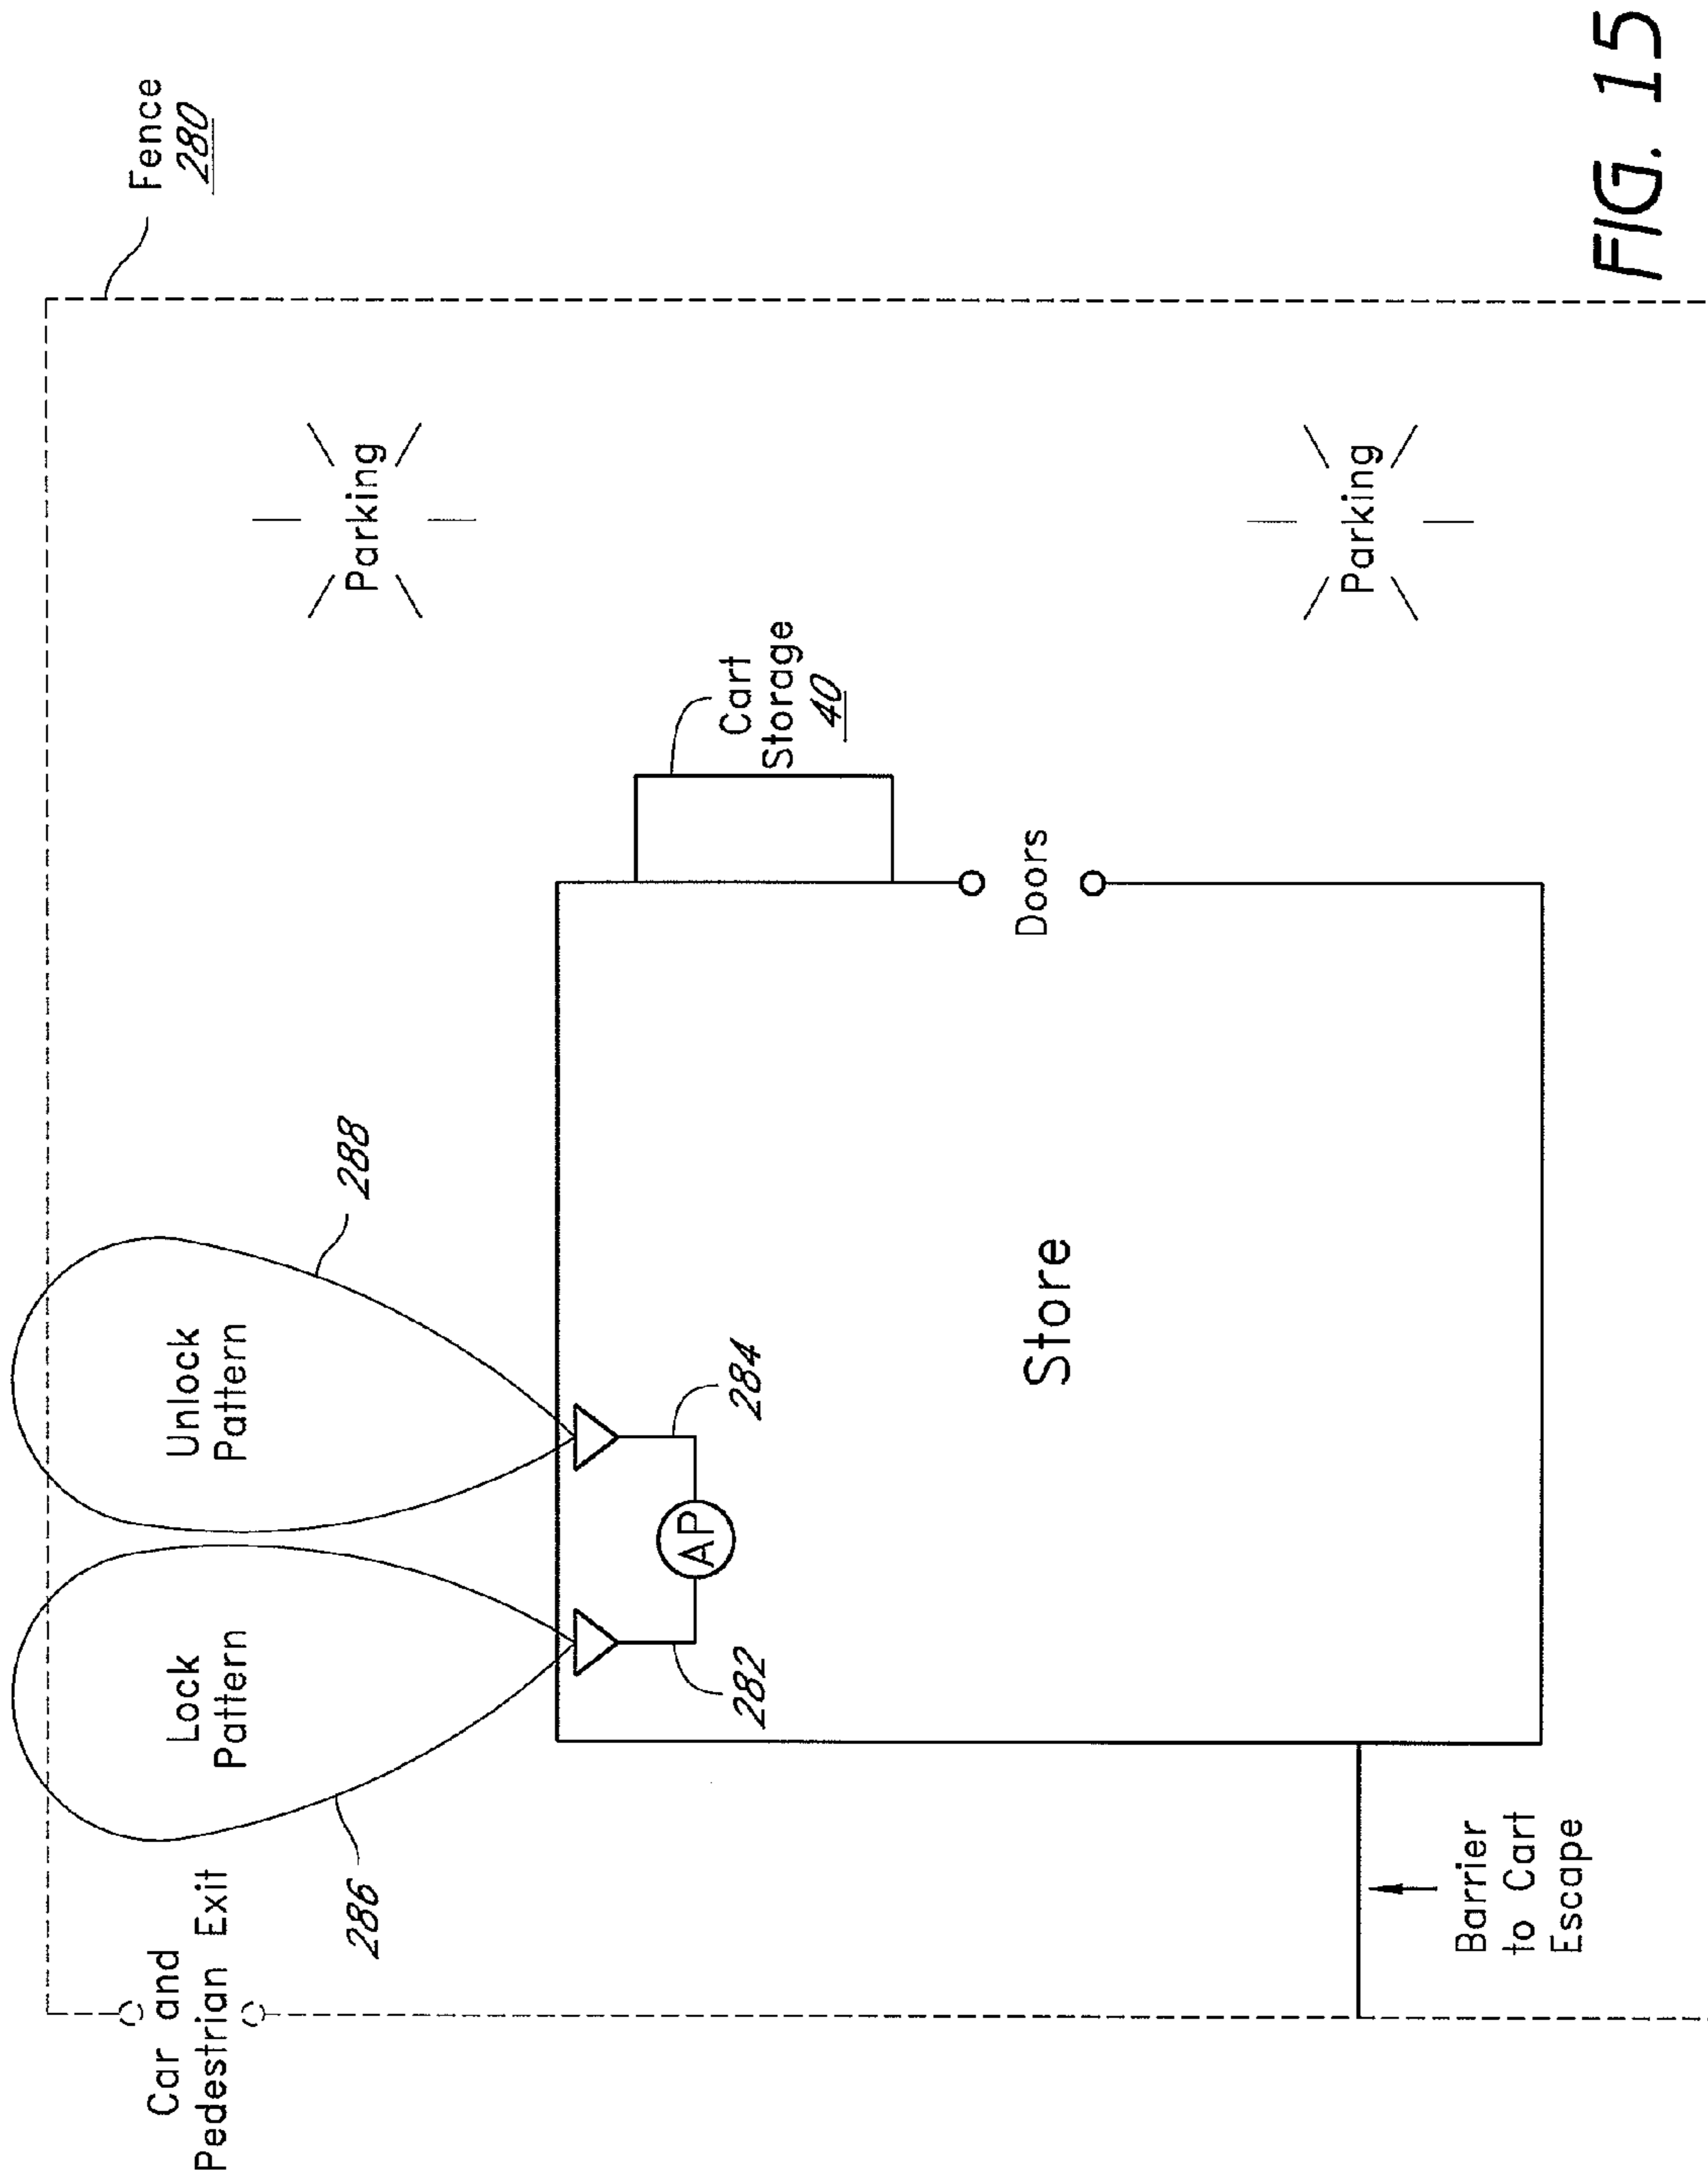 Car and
Pedestrian Exit
286
Lock
Pattern
Unlock
Pattern
288
Fence
280
282
AP
284
Parking
Cart
Storage
40
Store
Doors
Barrier
to Cart
Escape
Parking
FIG. 15